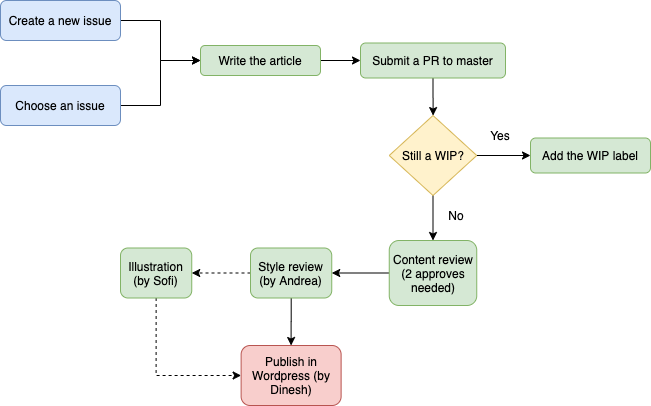 Create a new issue
Write the article
Submit a PR to master
Choose an issue
Still a WIP?
Yes
Add the WIP label
No
Content review
(2 approves
needed)
Style review
(by Andrea)
Illustration
(by Sofi)
Publish in
Wordpress (by
Dinesh)